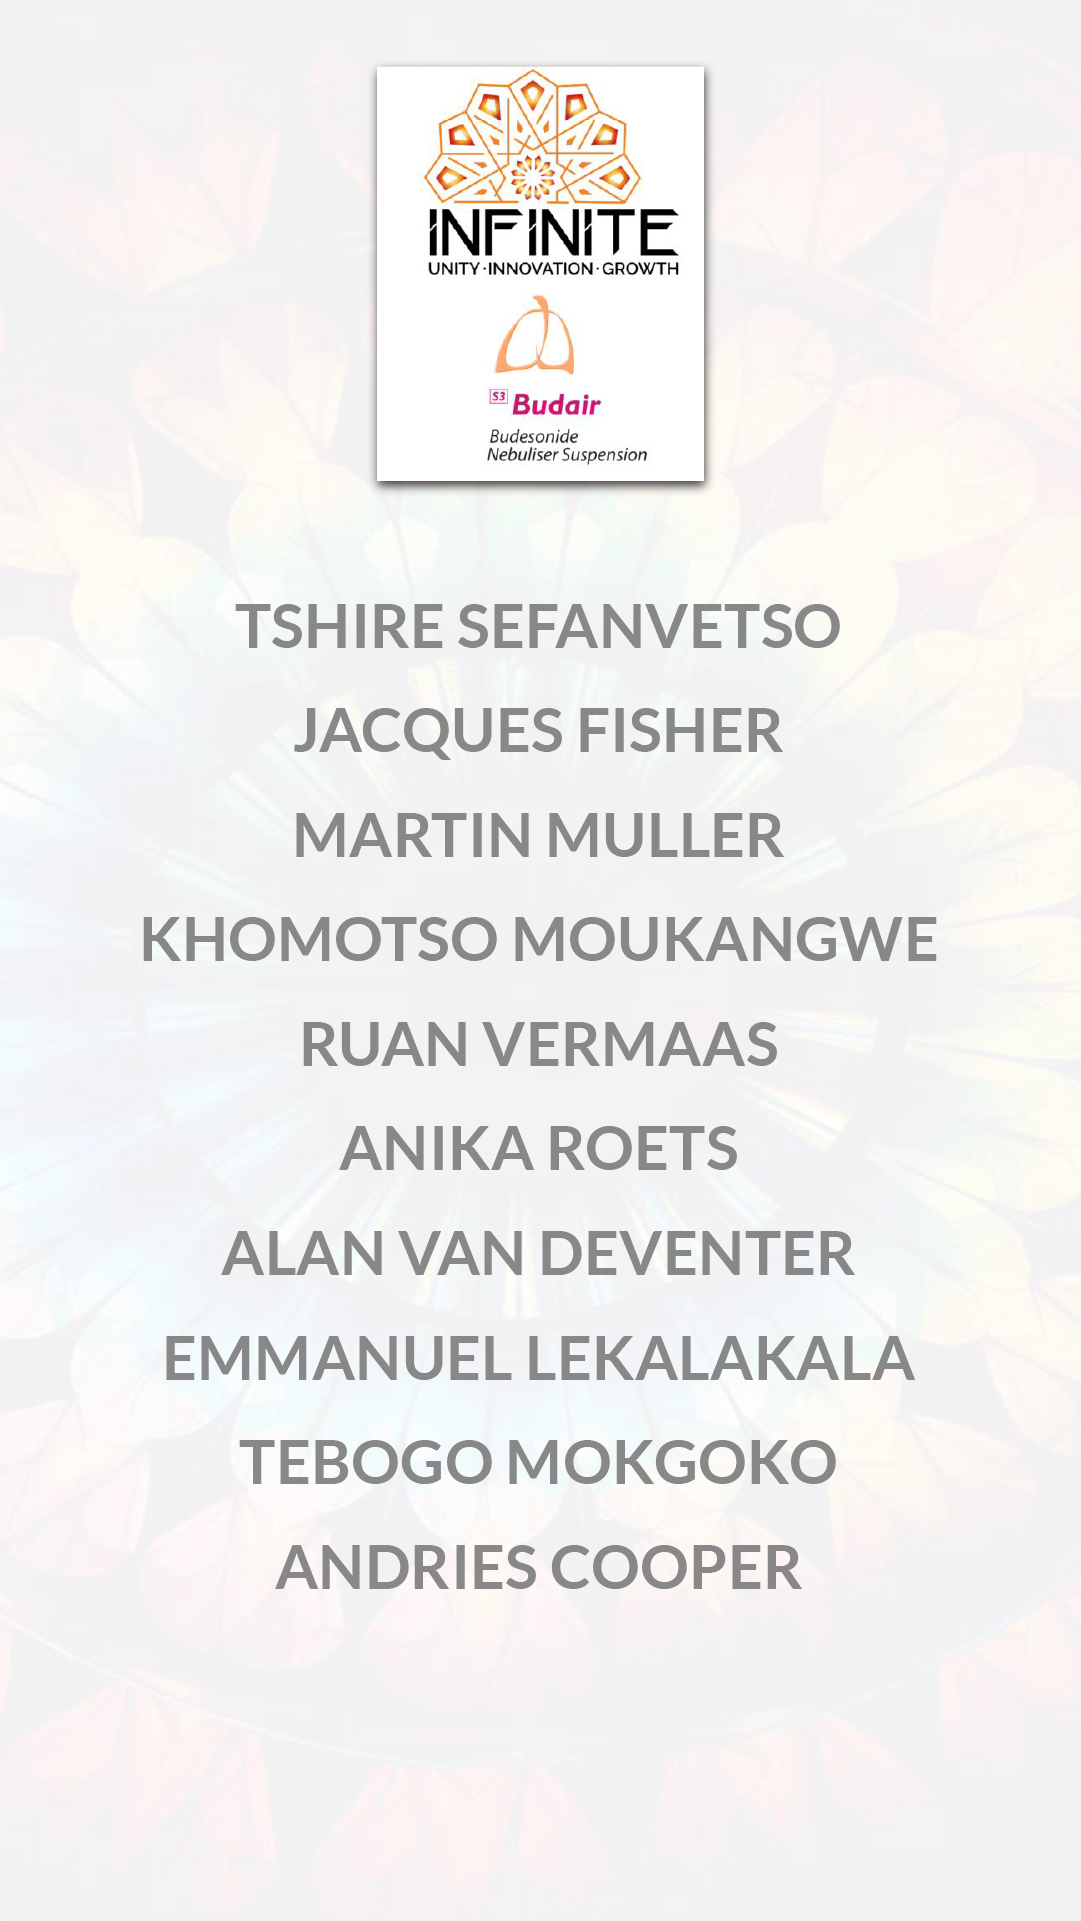 INFINITE
UNITY·INNOVATION·GROWTH
S3 Budair
Budesonide
Nebuliser Suspension
TSHIRE SEFANVETSO
JACQUES FISHER
MARTIN MULLER
KHOMOTSO MOUKANGWE
RUAN VERMAAS
ANIKA ROETS
ALAN VAN DEVENTER
EMMANUEL LEKALAKALA
TEBOGO MOKGOKO
ANDRIES COOPER